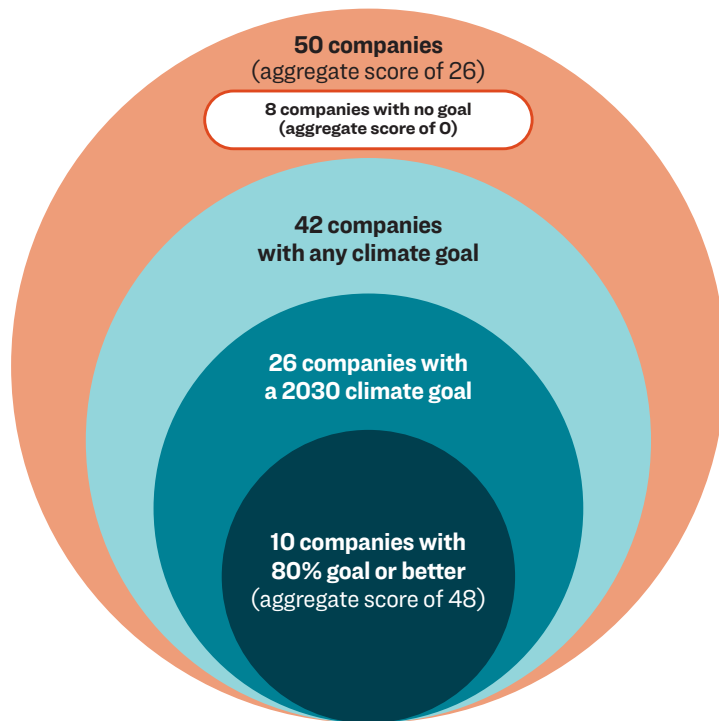 50 companies
(aggregate score of 26)
8 companies with no goal
(aggregate score of 0)
42 companies
with any climate goal
26 companies with
a 2030 climate goal
10 companies with
80% goal or better
(aggregate score of 48)